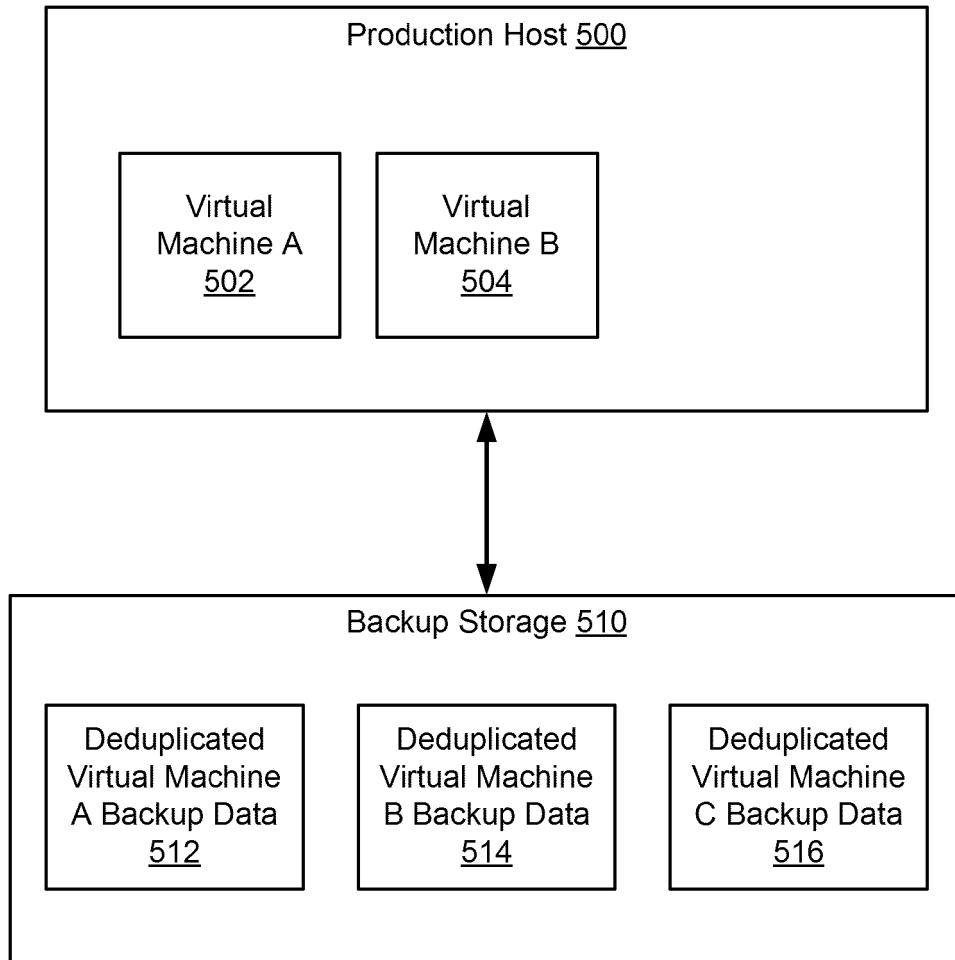 Production Host 500
Virtual
Machine A
502
Virtual
Machine B
504
Backup Storage 510
Deduplicated
Virtual Machine
A Backup Data
512
Deduplicated
Virtual Machine
B Backup Data
514
Deduplicated
Virtual Machine
C Backup Data
516